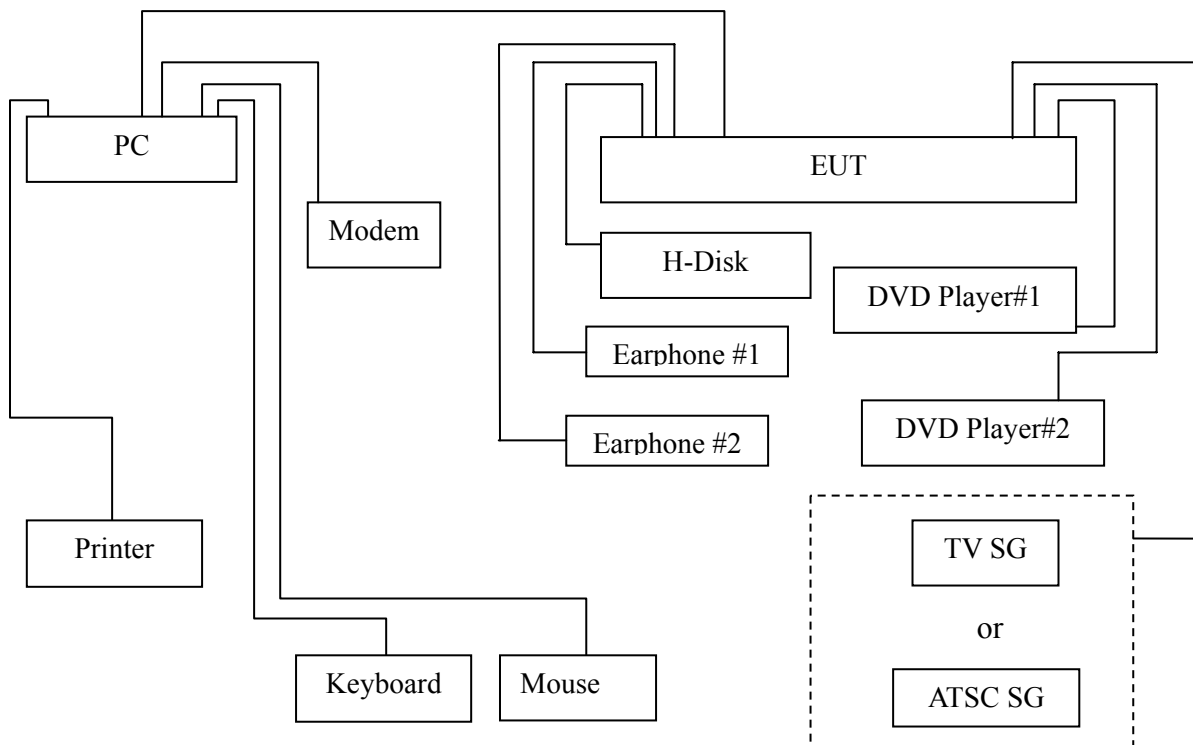 PC
EUT
Modem
H-Disk
DVD Player#1
Earphone #1
DVD Player#2
Earphone #2
Printer
TV SG
or
Keyboard
Mouse
ATSC SG